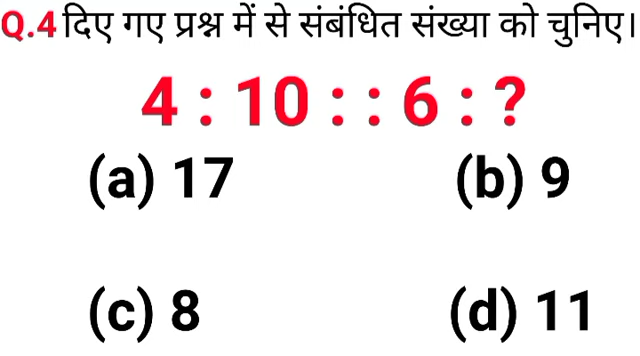 Q.4 दिए गए प्रश्न में से संबंधित संख्या को चुनिए।
4 : 10 : : 6 : ?
(a) 17 (b) 9
(c) 8 (d) 11